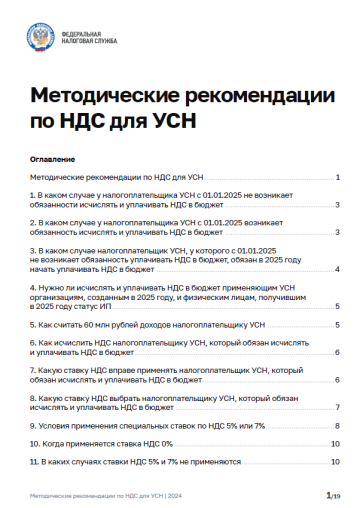 ФЕДЕРАЛЬНАЯ
НАЛОГОВАЯ СЛУЖБА
Методические рекомендации
по НДС для УСН
Оглавление
Методические рекомендации по НДС для УСН 1
1. В каком случае у налогоплательщика УСН с 01.01.2025 не возникает
обязанности исчислять и уплачивать НДС в бюджет 3
2. В каком случае у налогоплательщика УСН с 01.01.2025 возникает
обязанность исчислять и уплачивать НДС в бюджет 3
3. В каком случае налогоплательщик УСН, у которого с 01.01.2025
не возникает обязанность уплачивать НДС в бюджет, обязан в 2025 году
начать уплачивать НДС в бюджет 4
4. Нужно ли исчислять и уплачивать НДС в бюджет применяющим УСН
организациям, созданным в 2025 году, и физическим лицам, получившим
в 2025 году статус ИП 5
5. Как считать 60 млн рублей доходов налогоплательщику УСН 5
6. Как исчислить НДС налогоплательщику УСН, который обязан исчислять
и уплачивать НДС в бюджет 6
7. Какую ставку НДС вправе применять налогоплательщик УСН, который
обязан исчислять и уплачивать НДС в бюджет 6
8. Какую ставку НДС выбрать налогоплательщику УСН, который обязан
исчислять и уплачивать НДС в бюджет 7
9. Условия применения специальных ставок по НДС 5% или 7% 8
10. Когда применяется ставка НДС 0% 10
11. В каких случаях ставки НДС 5% и 7% не применяются 10
Методические рекомендации по НДС для УСН | 2024 1/19